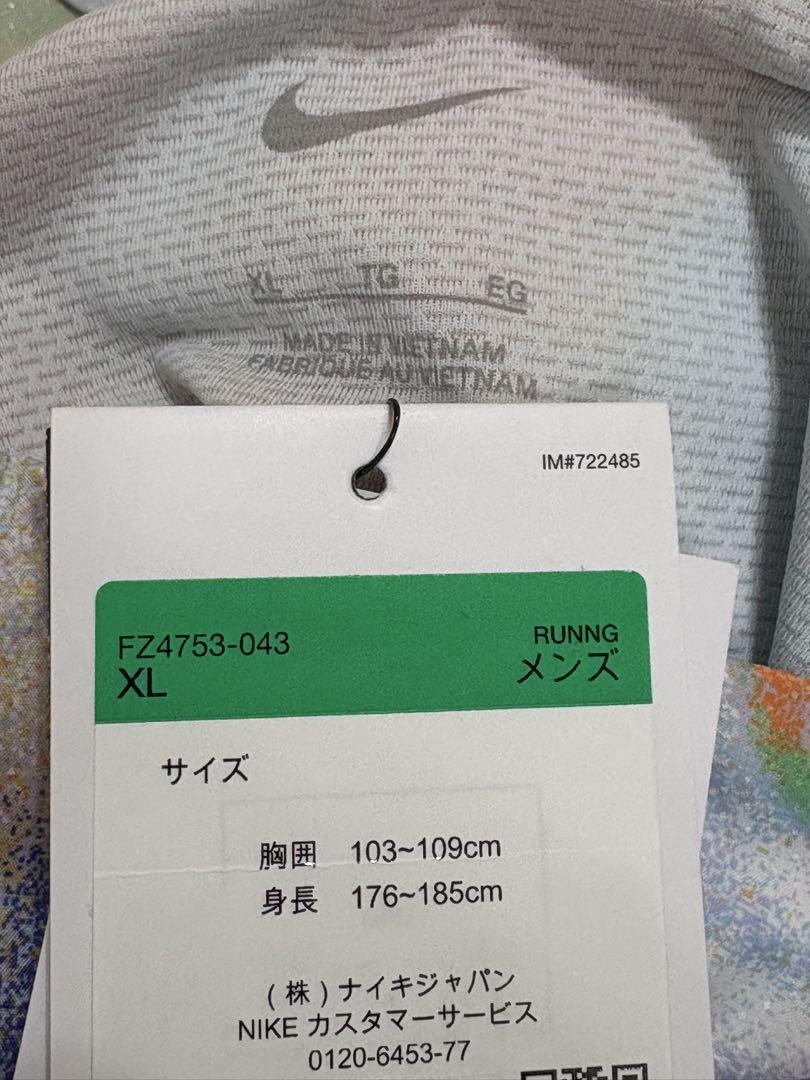 XL TG EG
MADE IN VIETNAM
FABRIQUÉ AU VIETNAM
IM#722485
FZ4753-043
RUNNG
XL
メンズ
サイズ
胸囲 103~109cm
身長 176~185cm
(株)ナイキジャパン
NIKE カスタマーサービス
0120-6453-77